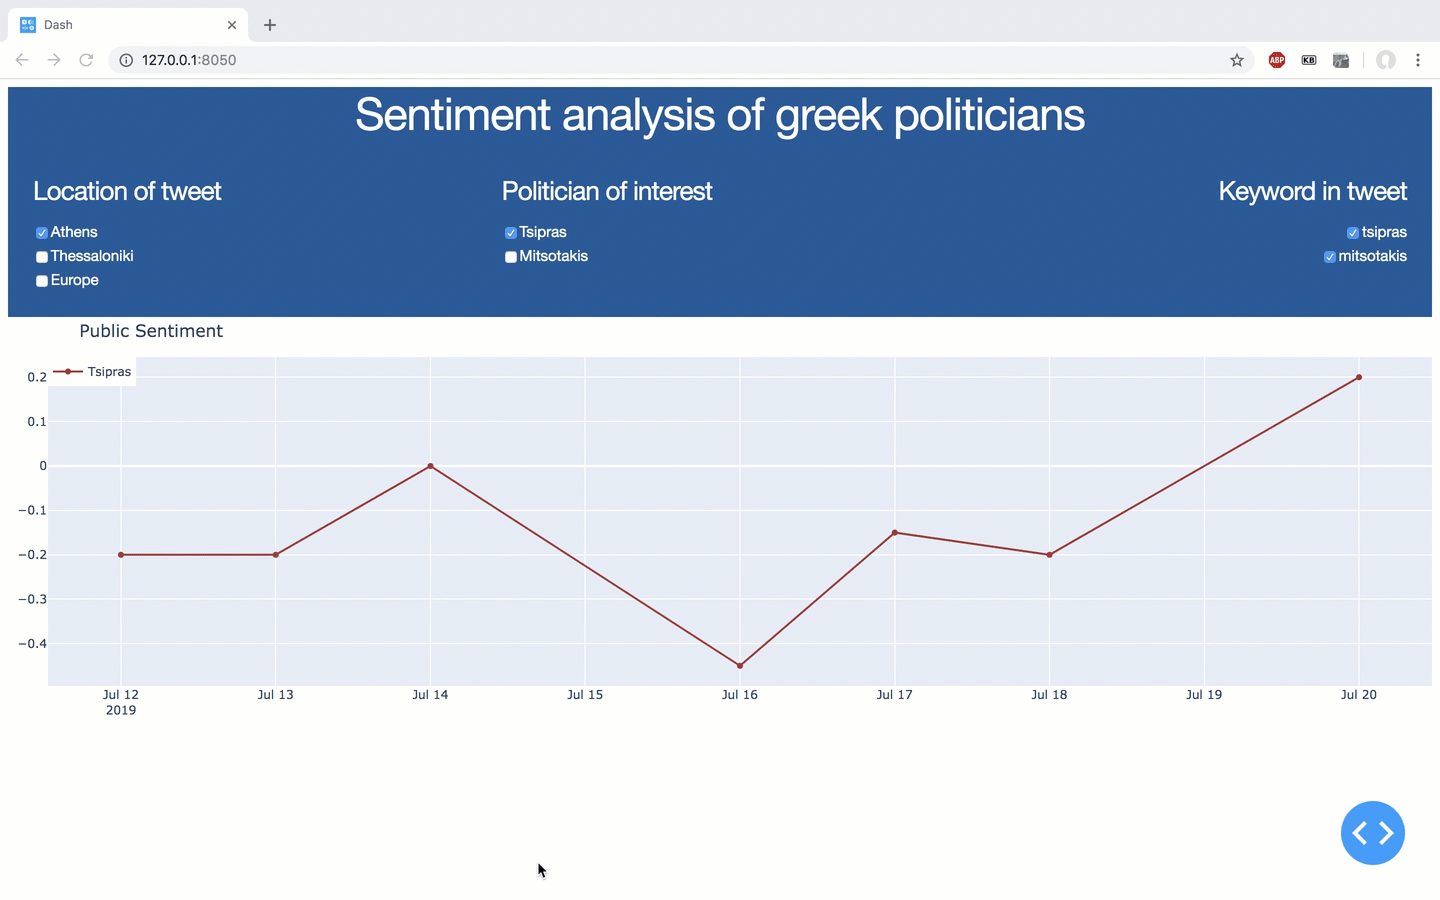 Dash
127.0.0.1:8050
ABP
KB
Sentiment analysis of greek politicians
Location of tweet
Athens
Thessaloniki
Europe
Politician of interest
Tsipras
Mitsotakis
Keyword in tweet
tsipras
mitsotakis
Public Sentiment
Tsipras
0.2
0.1
0
−0.1
−0.2
−0.3
−0.4
Jul 12 Jul 13 Jul 14 Jul 15 Jul 16 Jul 17 Jul 18 Jul 19 Jul 20
2019